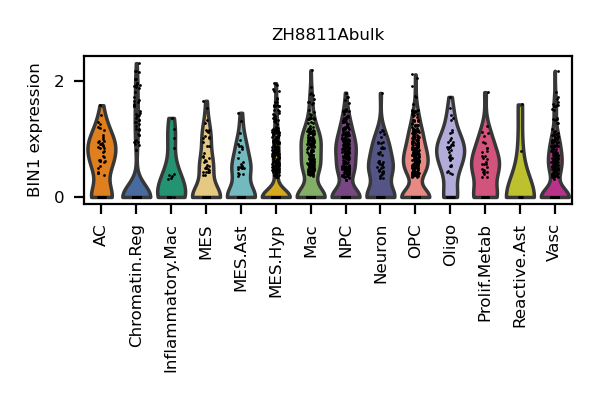 ZH8811Abulk
BIN1 expression
2
0
AC
Chromatin.Reg
Inflammatory.Mac
MES
MES.Ast
MES.Hyp
Mac
NPC
Neuron
OPC
Oligo
Prolif.Metab
Reactive.Ast
Vasc